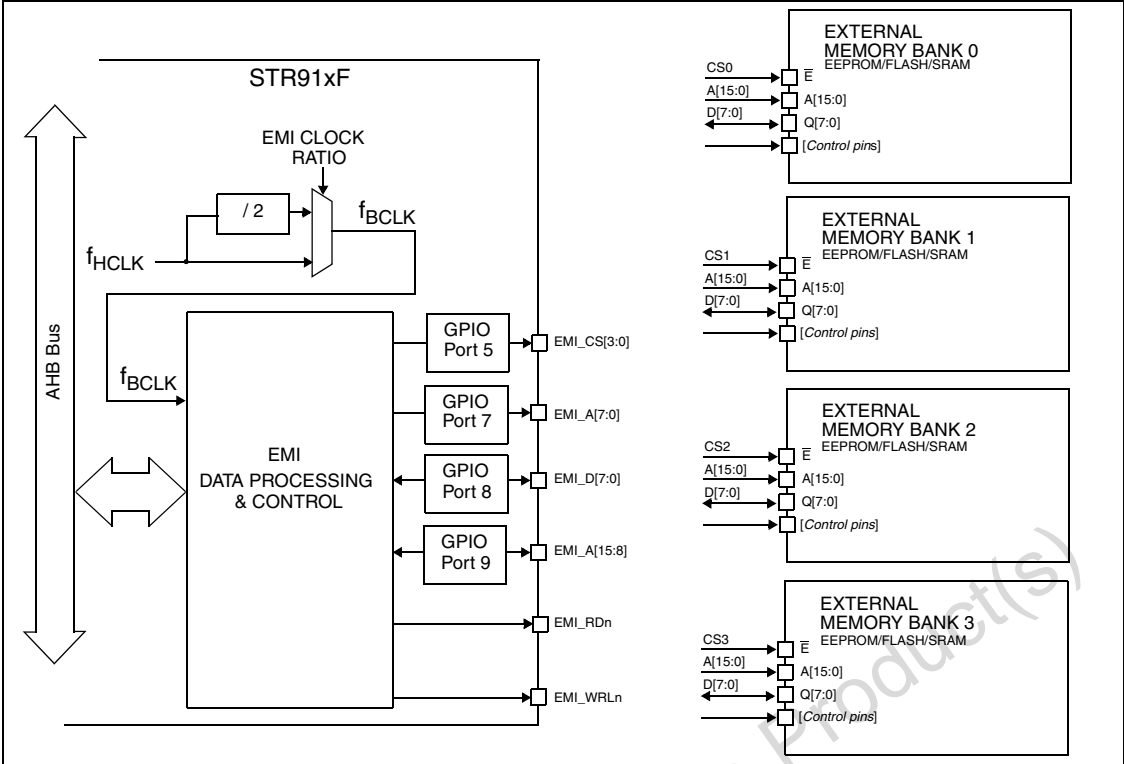 STR91xF
EMI CLOCK
RATIO
/ 2
fBCLK
fHCLK
AHB Bus
fBCLK
EMI
DATA PROCESSING
& CONTROL
GPIO
Port 5
EMI_CS[3:0]
GPIO
Port 7
EMI_A[7:0]
GPIO
Port 8
EMI_D[7:0]
GPIO
Port 9
EMI_A[15:8]
EMI_RDn
EMI_WRLn
EXTERNAL
MEMORY BANK 0
EEPROM/FLASH/SRAM
CS0
E
A[15:0]
A[15:0]
D[7:0]
Q[7:0]
[Control pins]
EXTERNAL
MEMORY BANK 1
EEPROM/FLASH/SRAM
CS1
E
A[15:0]
A[15:0]
D[7:0]
Q[7:0]
[Control pins]
EXTERNAL
MEMORY BANK 2
EEPROM/FLASH/SRAM
CS2
E
A[15:0]
A[15:0]
D[7:0]
Q[7:0]
[Control pins]
EXTERNAL
MEMORY BANK 3
EEPROM/FLASH/SRAM
CS3
E
A[15:0]
A[15:0]
D[7:0]
Q[7:0]
[Control pins]
Product(s)